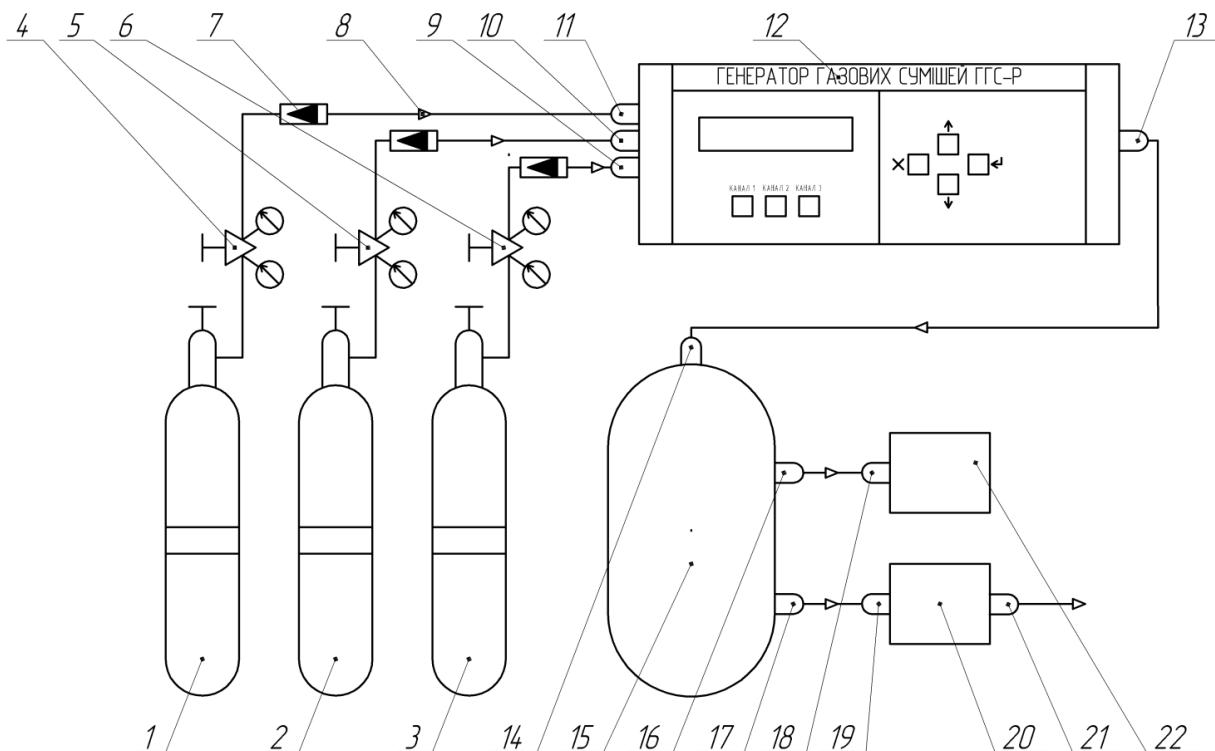 4 5 6 7 8 9 10 11 12 13
ГЕНЕРАТОР ГАЗОВИХ СУМІШЕЙ ГГС-Р
КАНАЛ 1 КАНАЛ 2 КАНАЛ 3
1 2 3 14 15 16 17 18 19 20 21 22